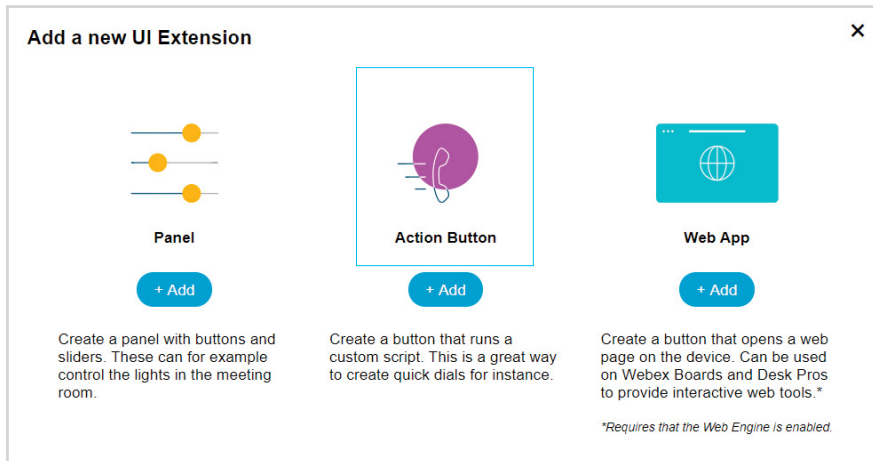 Add a new UI Extension
Panel
+ Add
Create a panel with buttons and
sliders. These can for example
control the lights in the meeting
room.
Action Button
+ Add
Create a button that runs a
custom script. This is a great way
to create quick dials for instance.
Web App
+ Add
Create a button that opens a web
page on the device. Can be used
on Webex Boards and Desk Pros
to provide interactive web tools.*
*Requires that the Web Engine is enabled.